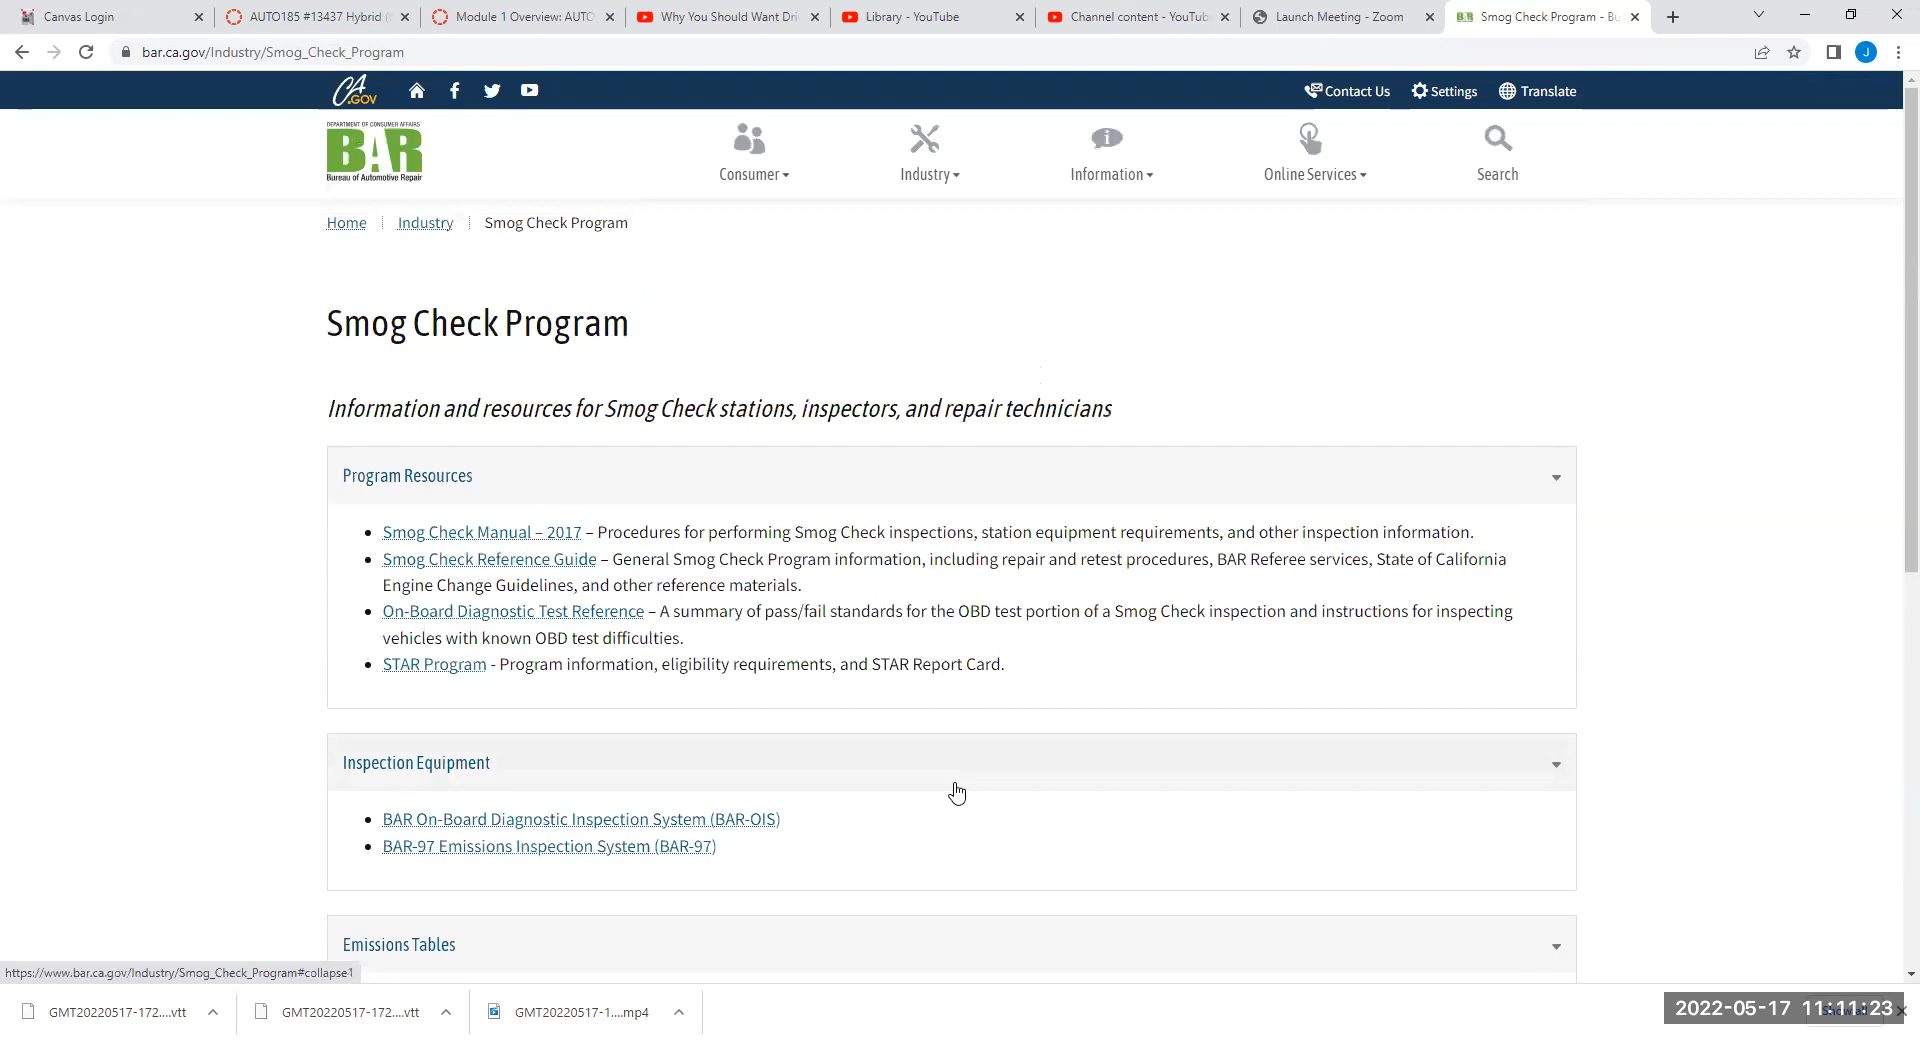 Canvas Login
AUTO185 #13437 Hybrid (
Module 1 Overview: AUTO
Why You Should Want Dri
Library - YouTube
Channel content - YouTub
Launch Meeting - Zoom
Smog Check Program - Bu
bar.ca.gov/Industry/Smog_Check_Program
J
CA.GOV
Contact Us
Settings
Translate
DEPARTMENT OF CONSUMER AFFAIRS
BAR
Bureau of Automotive Repair
Consumer
Industry
Information
Online Services
Search
Home
Industry
Smog Check Program
Smog Check Program
Information and resources for Smog Check stations, inspectors, and repair technicians
Program Resources
• Smog Check Manual – 2017 – Procedures for performing Smog Check inspections, station equipment requirements, and other inspection information.
• Smog Check Reference Guide – General Smog Check Program information, including repair and retest procedures, BAR Referee services, State of California
Engine Change Guidelines, and other reference materials.
• On-Board Diagnostic Test Reference – A summary of pass/fail standards for the OBD test portion of a Smog Check inspection and instructions for inspecting
vehicles with known OBD test difficulties.
• STAR Program - Program information, eligibility requirements, and STAR Report Card.
Inspection Equipment
• BAR On-Board Diagnostic Inspection System (BAR-OIS)
• BAR-97 Emissions Inspection System (BAR-97)
Emissions Tables
https://www.bar.ca.gov/Industry/Smog_Check_Program#collapse1
GMT20220517-172....vtt
GMT20220517-172....vtt
GMT20220517-1....mp4
2022-05-17 11:11:23